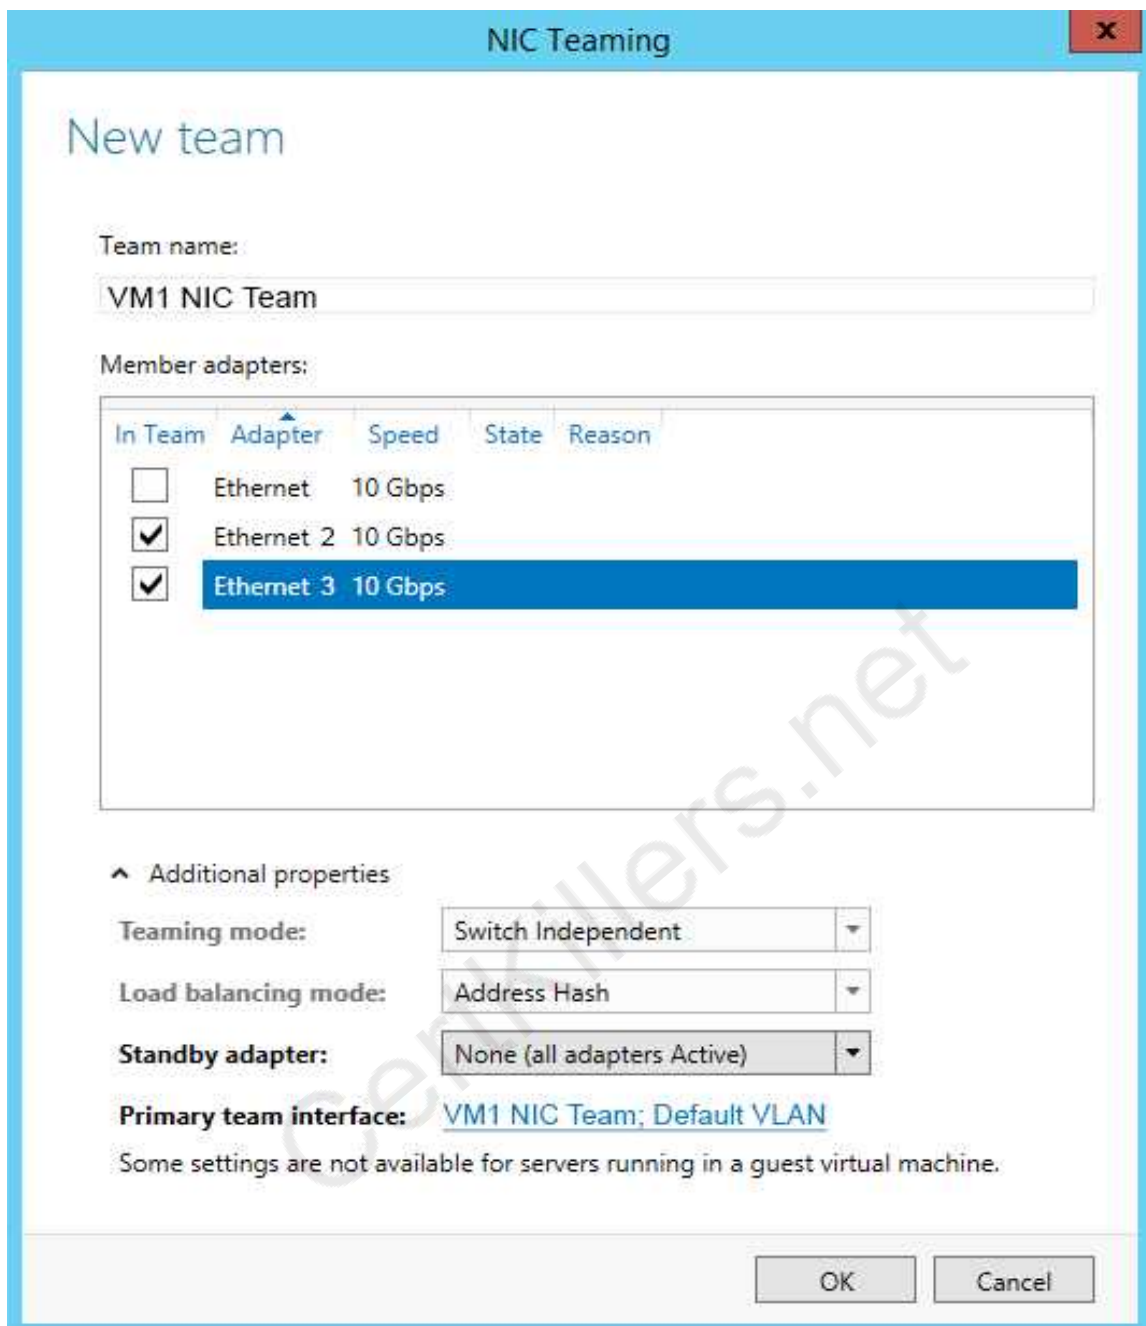 NIC Teaming
x
New team
Team name:
VM1 NIC Team
Member adapters:
In Team Adapter Speed State Reason
Ethernet 10 Gbps
Ethernet 2 10 Gbps
Ethernet 3 10 Gbps
Additional properties
Teaming mode: Switch Independent
Load balancing mode: Address Hash
Standby adapter: None (all adapters Active)
Primary team interface: VM1 NIC Team; Default VLAN
Some settings are not available for servers running in a guest virtual machine.
OK Cancel
CertKillers.net